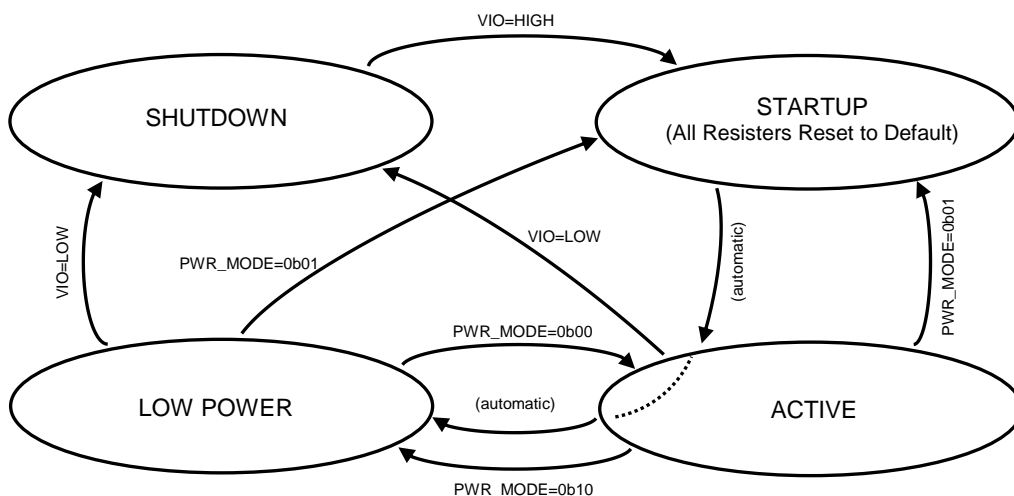 VIO=HIGH
SHUTDOWN
STARTUP
(All Resisters Reset to Default)
VIO=LOW
PWR_MODE=0b01
VIO=LOW
(automatic)
PWR_MODE=0b01
PWR_MODE=0b00
LOW POWER
(automatic)
ACTIVE
PWR_MODE=0b10